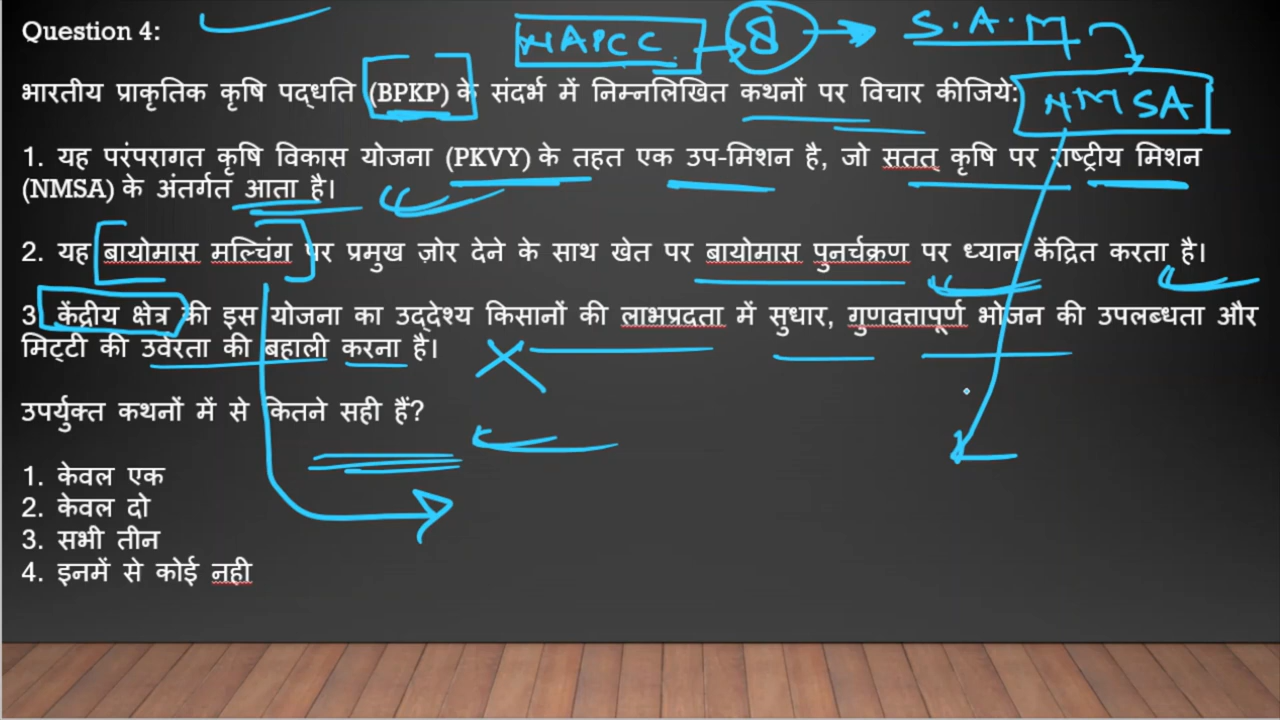 Question 4:
NAPCC 8 S.A.M
भारतीय प्राकृतिक कृषि पद्धति (BPKP) के संदर्भ में निम्नलिखित कथनों पर विचार कीजिये:
NMSA
1. यह परंपरागत कृषि विकास योजना (PKVY) के तहत एक उप-मिशन है, जो सतत् कृषि पर राष्ट्रीय मिशन
(NMSA) के अंतर्गत आता है।
2. यह बायोमास मल्चिंग पर प्रमुख ज़ोर देने के साथ खेत पर बायोमास पुनर्चक्रण पर ध्यान केंद्रित करता है।
3. केंद्रीय क्षेत्र की इस योजना का उद्देश्य किसानों की लाभप्रदता में सुधार, गुणवत्तापूर्ण भोजन की उपलब्धता और
मिट्टी की उर्वरता की बहाली करना है।
उपर्युक्त कथनों में से कितने सही हैं?
1. केवल एक
2. केवल दो
3. सभी तीन
4. इनमें से कोई नही